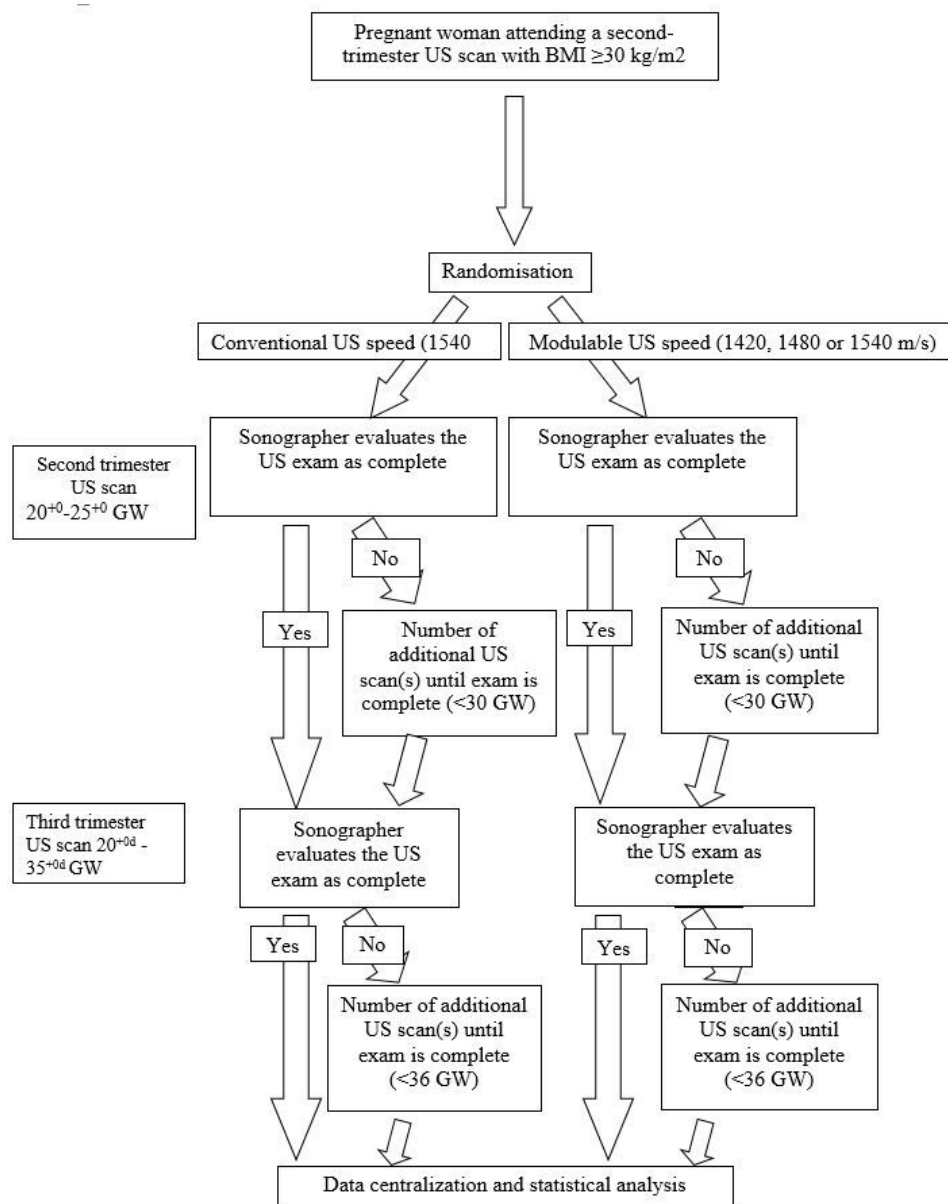 Pregnant woman attending a second-
trimester US scan with BMI ≥30 kg/m2
Randomisation
Conventional US speed (1540
Modulable US speed (1420, 1480 or 1540 m/s)
Second trimester
US scan
20⁺⁰-25⁺⁰ GW
Sonographer evaluates the
US exam as complete
Sonographer evaluates the
US exam as complete
No
No
Yes
Number of
additional US
scan(s) until exam is
complete (<30 GW)
Yes
Number of additional
US scan(s) until
exam is complete
(<30 GW)
Third trimester
US scan 20⁺⁰ᵈ -
35⁺⁰ᵈ GW
Sonographer
evaluates the US
exam as complete
Sonographer evaluates
the US exam as
complete
Yes
No
Yes
No
Number of additional
US scan(s) until
exam is complete
(<36 GW)
Number of additional
US scan(s) until
exam is complete
(<36 GW)
Data centralization and statistical analysis